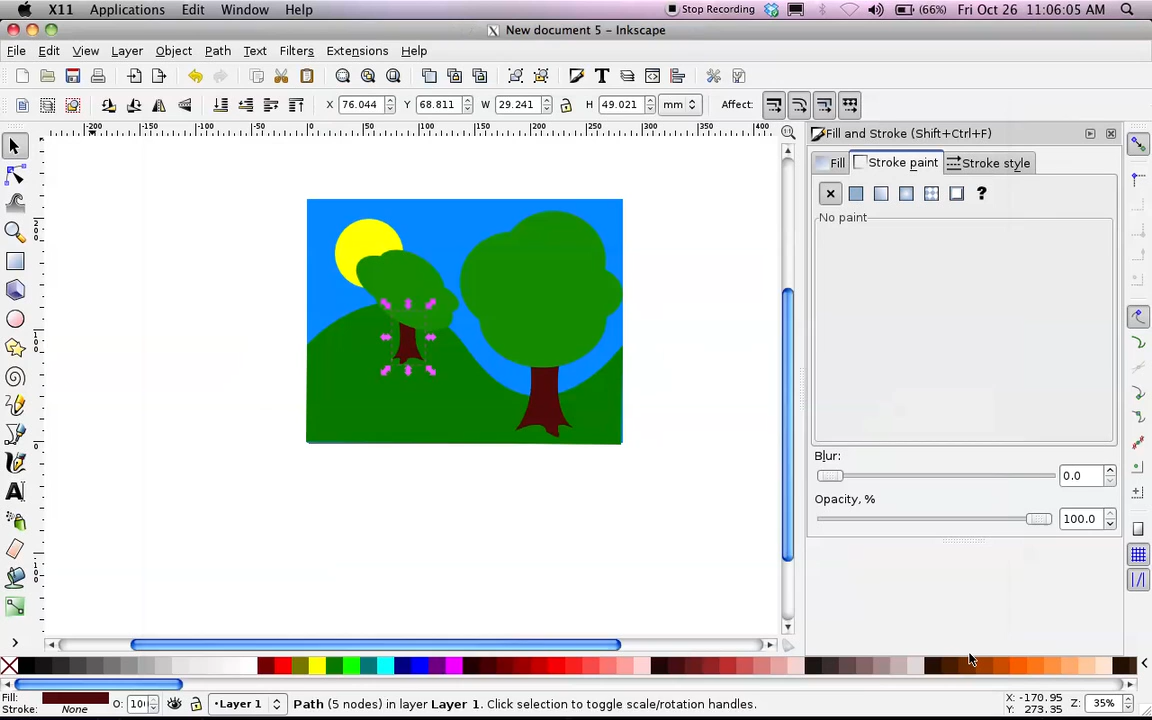 X11 Applications Edit Window Help Stop Recording (66%) Fri Oct 26 11:06:05 AM
New document 5 - Inkscape
File Edit View Layer Object Path Text Filters Extensions Help
X 76.044 Y 68.811 W 29.241 H 49.021 mm Affect:
-150 -100 -50 0 50 100 150 200 250 300 350 400
Fill and Stroke (Shift+Ctrl+F)
Fill Stroke paint Stroke style
?
No paint
Blur:
0.0
Opacity, %
100.0
Fill:
Stroke: None O: 10 Layer 1 Path (5 nodes) in layer Layer 1. Click selection to toggle scale/rotation handles. X: -170.95 Y: 273.35 Z: 35%